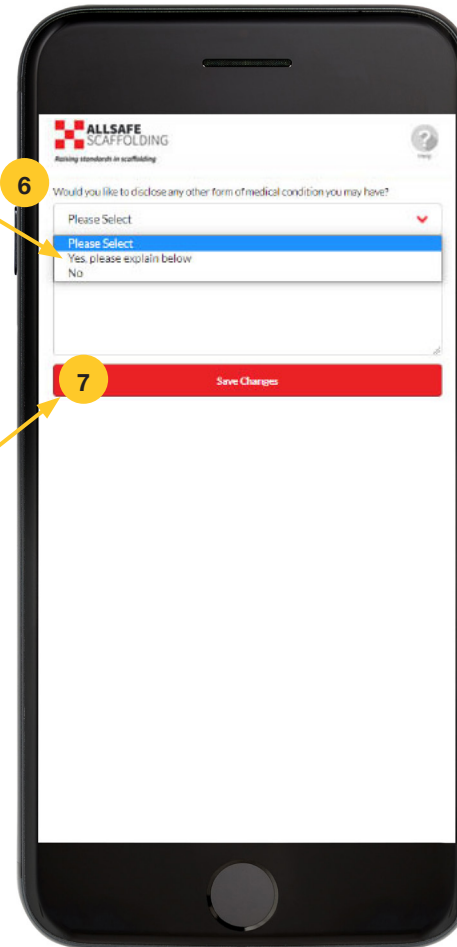 ALLSAFE
SCAFFOLDING
Raising standards in scaffolding
Help
6
Would you like to disclose any other form of medical condition you may have?
Please Select
Please Select
Yes, please explain below
No
7
Save Changes